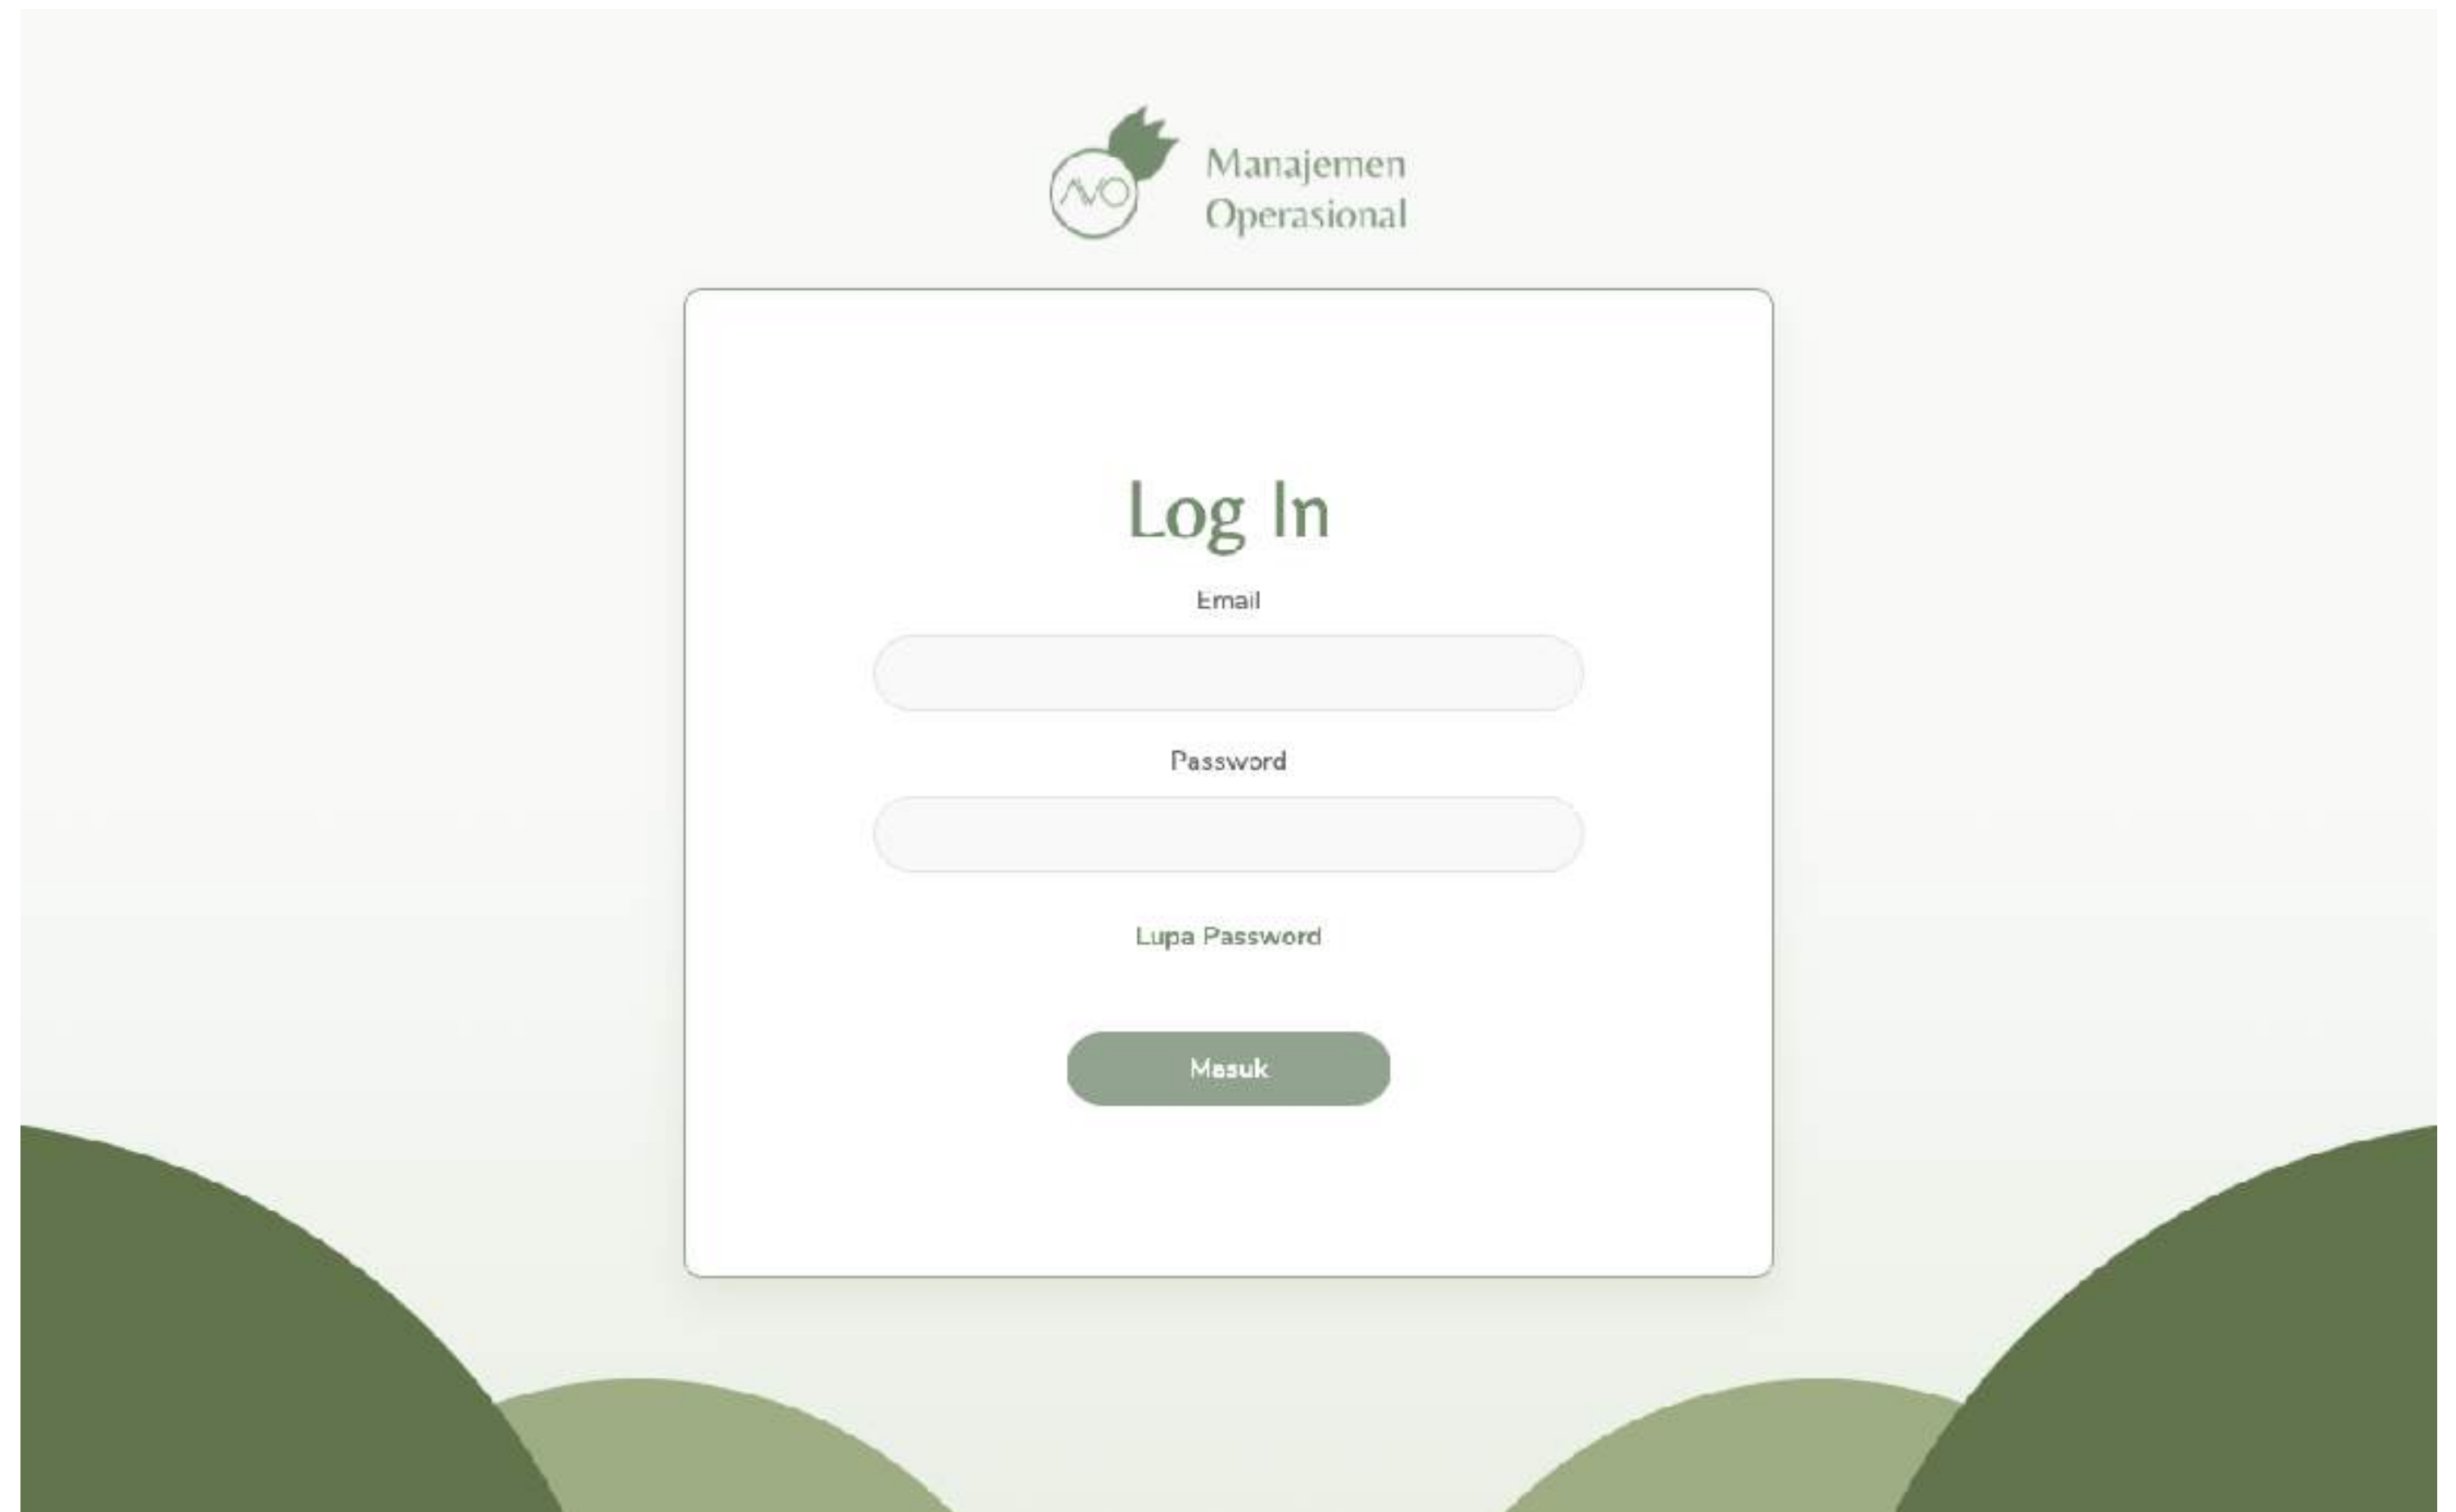 AVO
Manajemen
Operasional
Log In
Email
Password
Lupa Password
Masuk